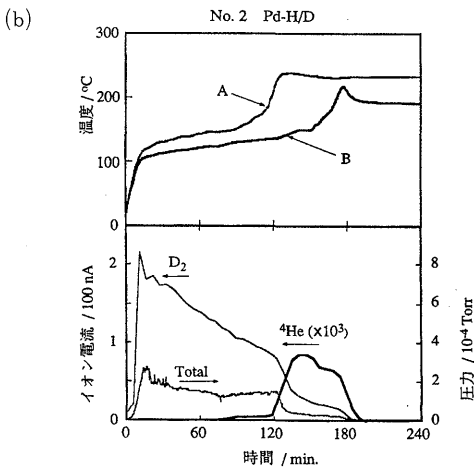 (b)
No. 2 Pd-H/D
300
200
100
0
温度 / °C
A
B
2
1
0
イオン電流 / 100 nA
D₂
⁴He (×10³)
Total
8
6
4
2
0
圧力 / 10⁻⁴ Torr
0 60 120 180 240
時間 / min.